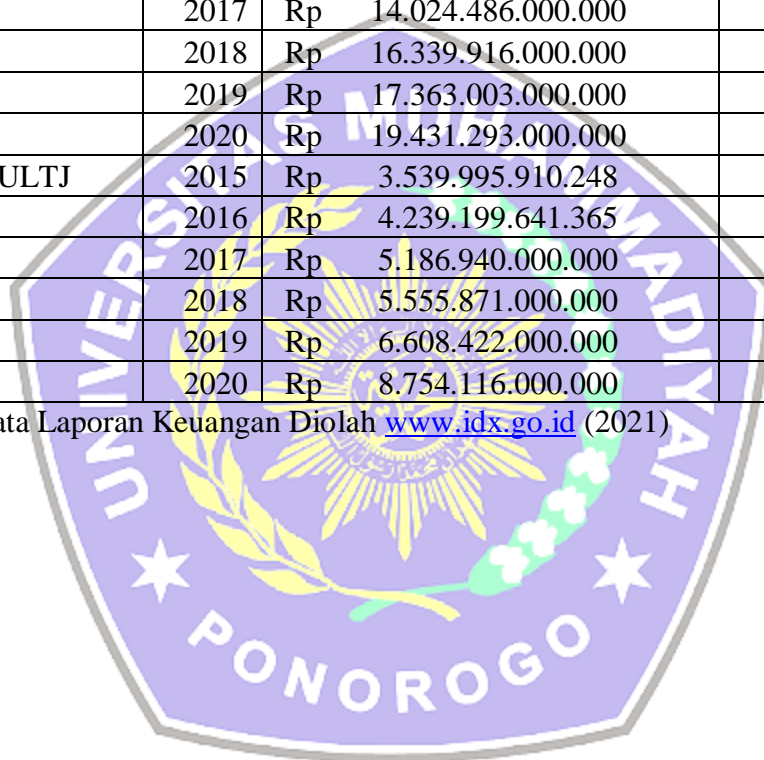 2017 Rp 14.024.486.000.000
2018 Rp 16.339.916.000.000
2019 Rp 17.363.003.000.000
2020 Rp 19.431.293.000.000
ULTJ 2015 Rp 3.539.995.910.248
2016 Rp 4.239.199.641.365
2017 Rp 5.186.940.000.000
2018 Rp 5.555.871.000.000
2019 Rp 6.608.422.000.000
2020 Rp 8.754.116.000.000
ata Laporan Keuangan Diolah www.idx.go.id (2021)
UNIVERSITAS MUHAMMADIYAH
PONOROGO